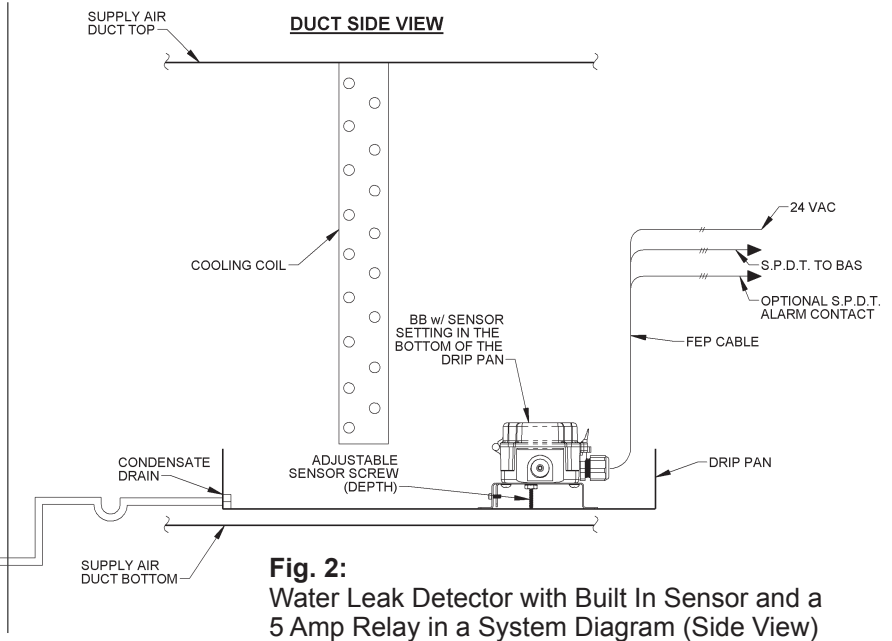 SUPPLY AIR
DUCT TOP
DUCT SIDE VIEW
24 VAC
COOLING COIL
S.P.D.T. TO BAS
OPTIONAL S.P.D.T.
ALARM CONTACT
BB w/ SENSOR
SETTING IN THE
BOTTOM OF THE
DRIP PAN
FEP CABLE
CONDENSATE
DRAIN
ADJUSTABLE
SENSOR SCREW
(DEPTH)
DRIP PAN
SUPPLY AIR
DUCT BOTTOM
Fig. 2:
Water Leak Detector with Built In Sensor and a
5 Amp Relay in a System Diagram (Side View)